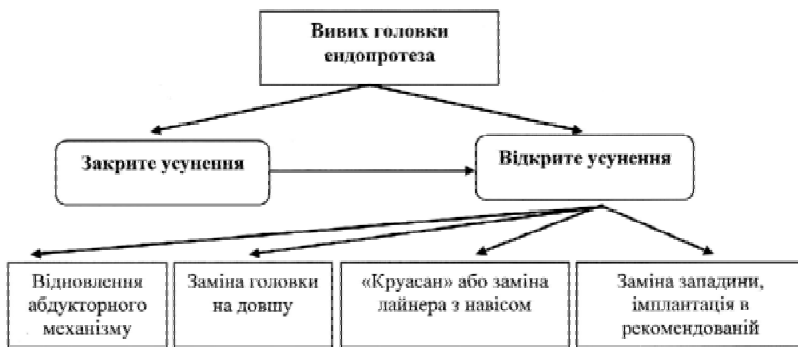 Вивих головки
ендопротеза
Закрите усунення
Відкрите усунення
Відновлення
абдукторного
механізму
Заміна головки
на довшу
«Круасан» або заміна
лайнера з навісом
Заміна западини,
імплантація в
рекомендованій